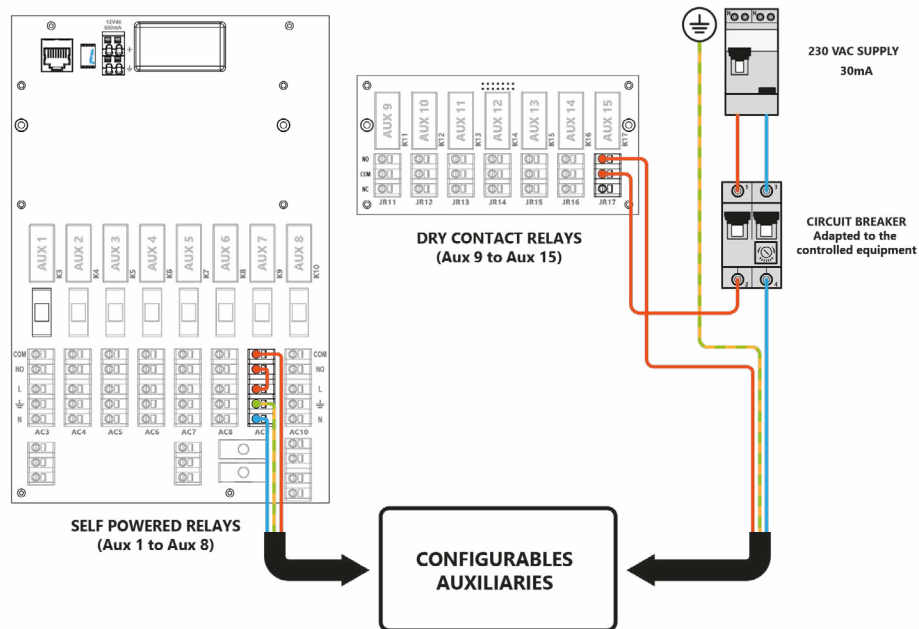 12Vdc
500mA
+
L
AUX 1
AUX 2
AUX 3
AUX 4
AUX 5
AUX 6
AUX 7
AUX 8
K3
K4
K5
K6
K7
K8
K9
K10
COM
NO
L
N
COM
NO
L
N
AC3
AC4
AC5
AC6
AC7
AC8
AC10
SELF POWERED RELAYS
(Aux 1 to Aux 8)
AUX 9
AUX 10
AUX 11
AUX 12
AUX 13
AUX 14
AUX 15
K11
K12
K13
K14
K15
K16
K17
NO
COM
NC
JR11
JR12
JR13
JR14
JR15
JR16
JR17
DRY CONTACT RELAYS
(Aux 9 to Aux 15)
N
N
230 VAC SUPPLY
30mA
1
3
2
4
CIRCUIT BREAKER
Adapted to the
controlled equipment
CONFIGURABLES
AUXILIARIES